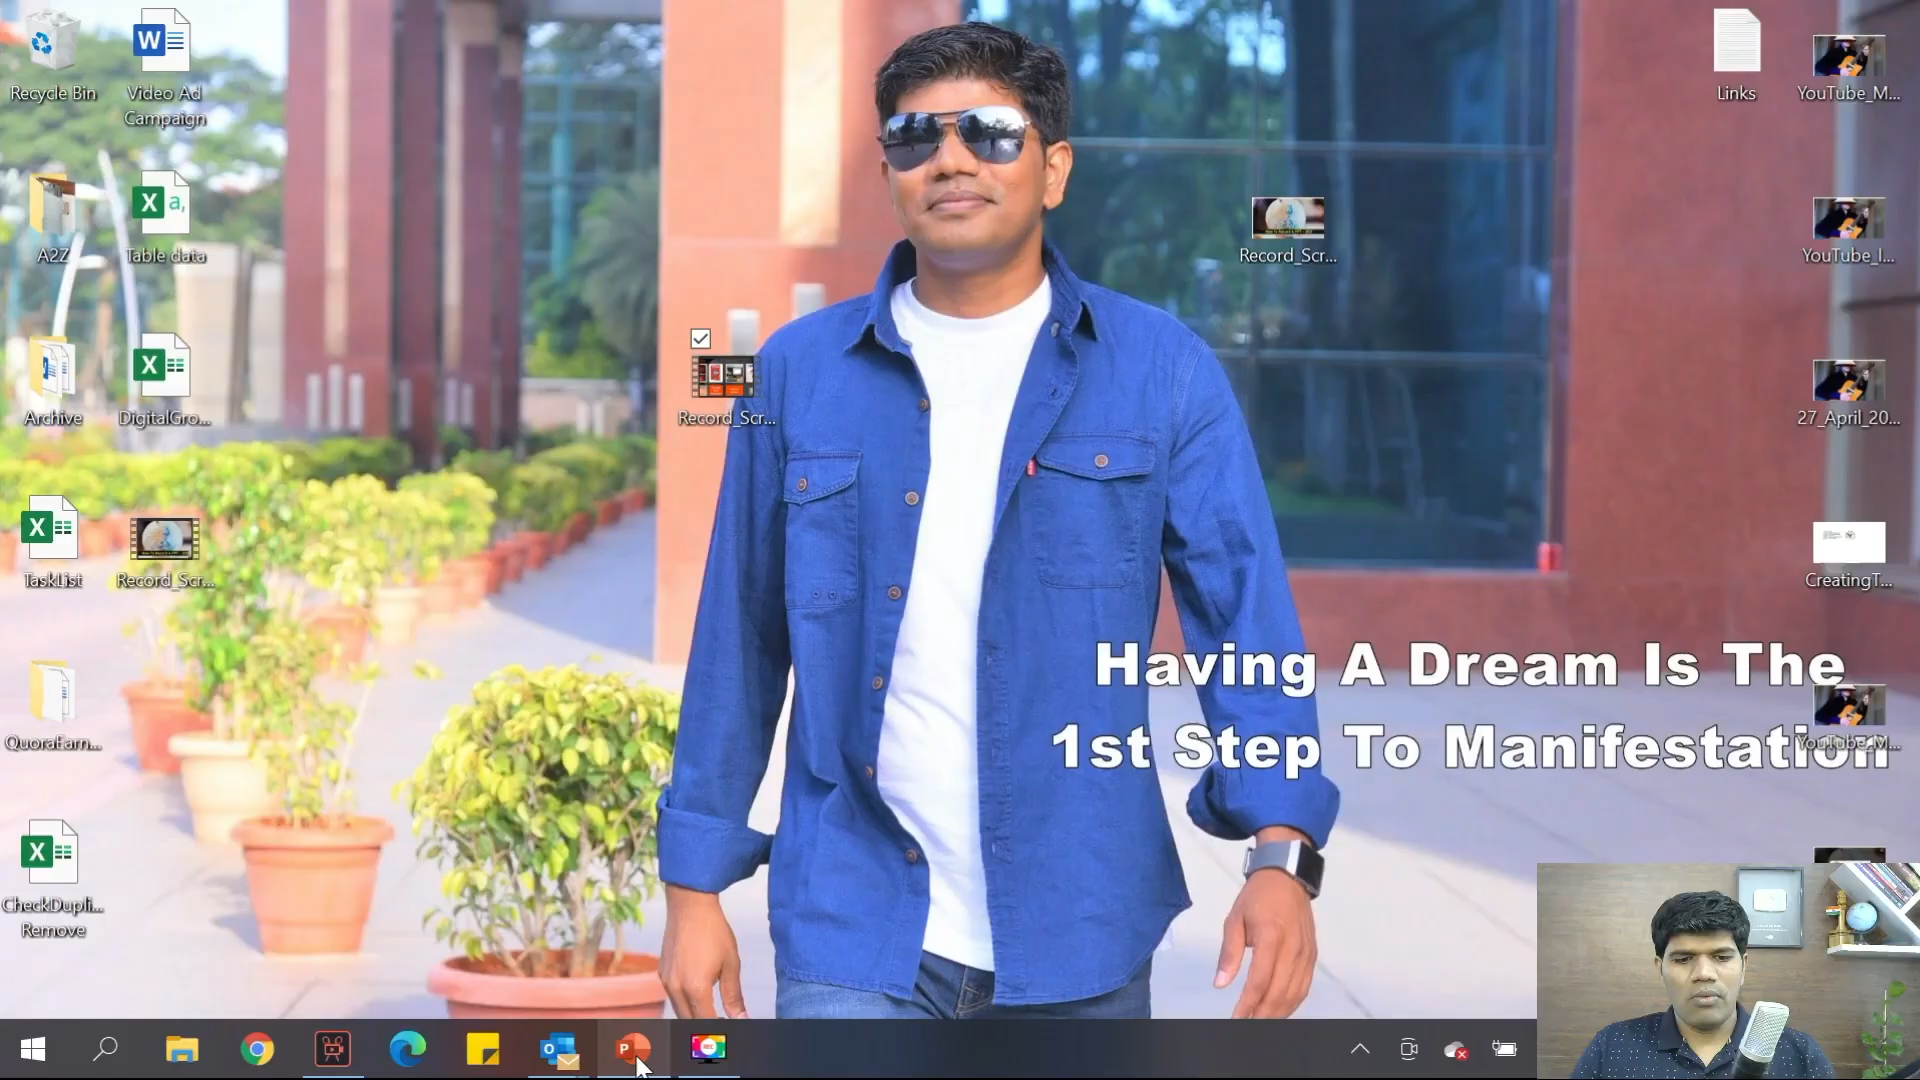 Recycle Bin
Video Ad
Campaign
A2Z
Table data
Archive
DigitalGro...
TaskList
Record_Scr...
QuoraEarn...
CheckDupli...
Remove
Record_Scr...
Record_Scr...
Links
YouTube_M...
YouTube_I...
27_April_20...
CreatingT...
YouTube_M...
Having A Dream Is The
1st Step To Manifestation